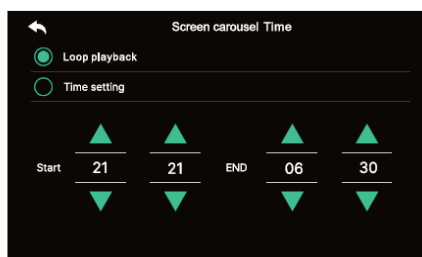 Screen carousel Time
Loop playback
Time setting
Start 21 21 END 06 30